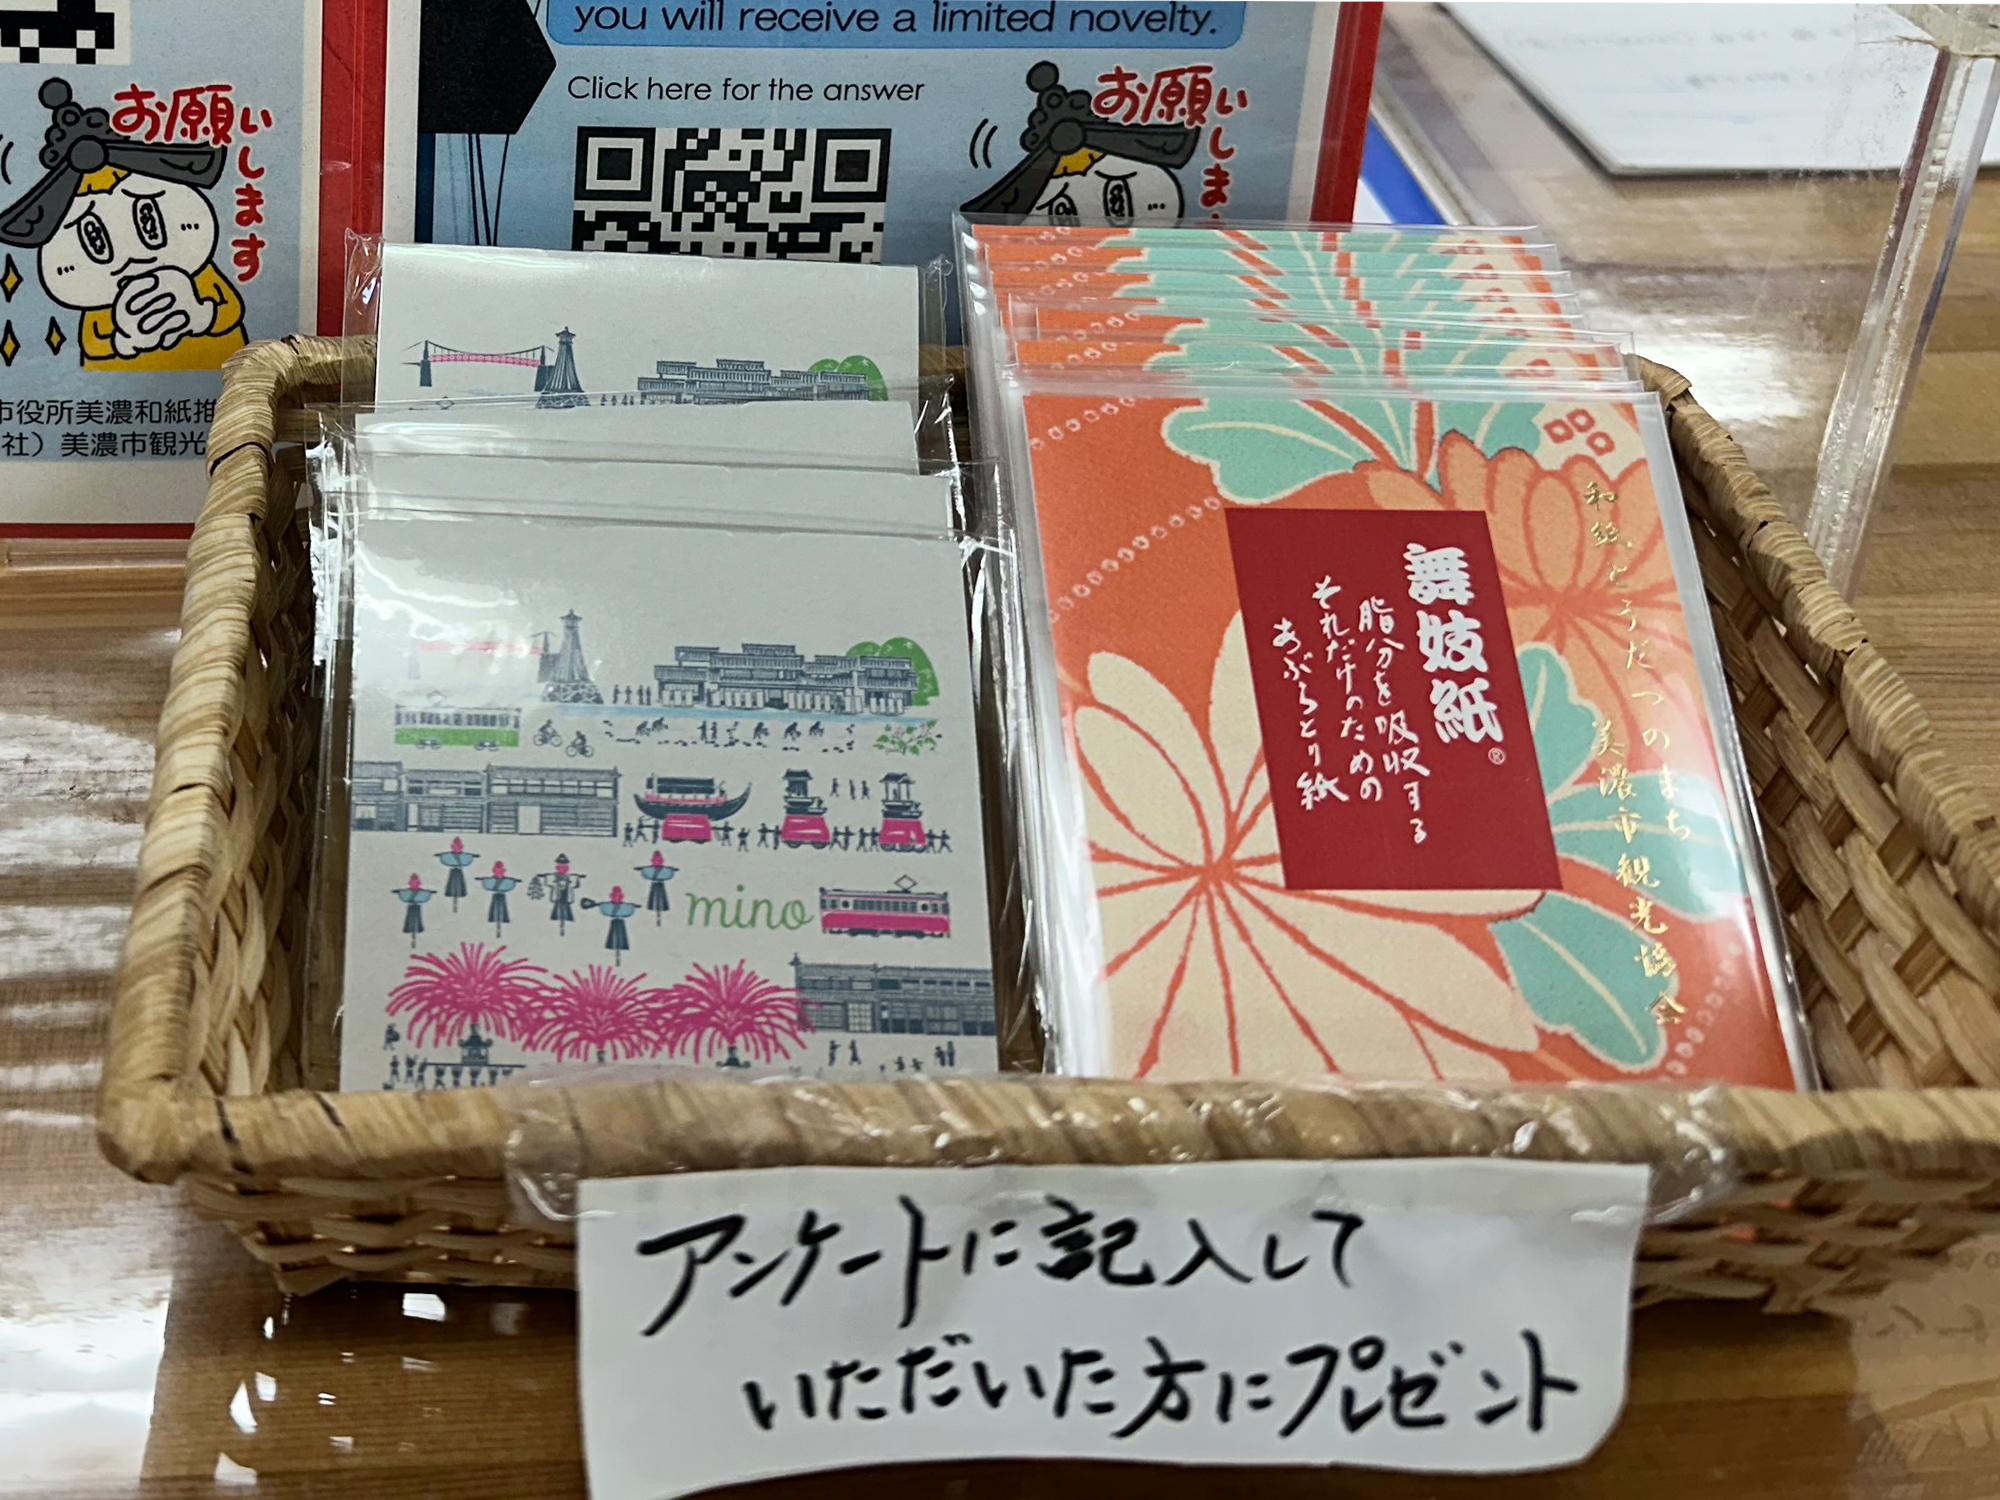 you will receive a limited novelty.
Click here for the answer
お願いします
お願いしま
市役所美濃和紙推
社）美濃市観光
mino
舞妓紙®
脂分を吸収する
それだけのための
あぶらとり紙
和紙とうだつのまち
美濃市観光協会
アンケートに記入して
いただいた方にプレゼント